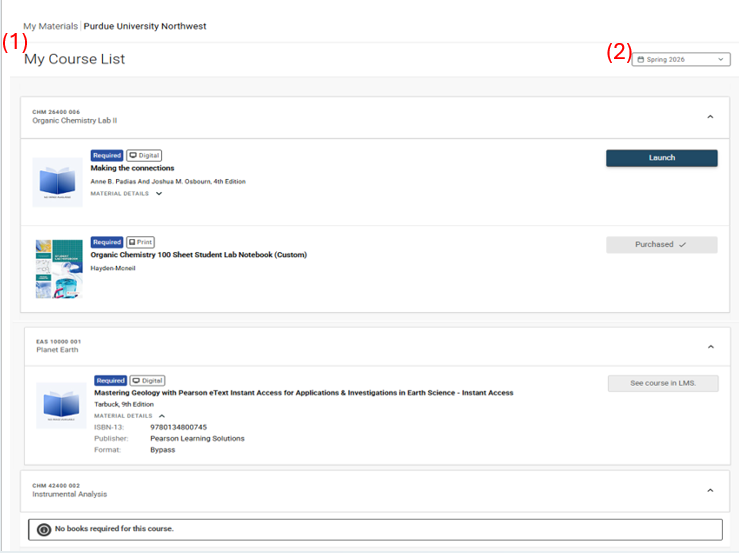 My Materials | Purdue University Northwest
(1)
My Course List
(2)
Spring 2026
CHM 26400 006
Organic Chemistry Lab II
Required Digital
Making the connections
Launch
Anne B. Padias And Joshua M. Osbourn, 4th Edition
MATERIAL DETAILS
Required Print
Organic Chemistry 100 Sheet Student Lab Notebook (Custom)
Purchased
Hayden-Mcneil
EAS 10000 001
Planet Earth
Required Digital
Mastering Geology with Pearson eText Instant Access for Applications & Investigations in Earth Science - Instant Access
See course in LMS.
Tarbuck, 9th Edition
MATERIAL DETAILS
ISBN-13: 9780134800745
Publisher: Pearson Learning Solutions
Format: Bypass
CHM 42400 002
Instrumental Analysis
No books required for this course.